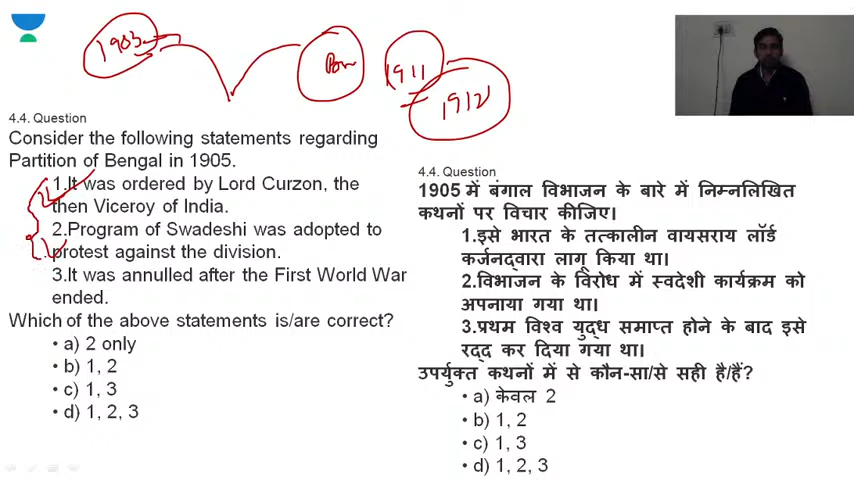 1903
1911
1912
4.4. Question
Consider the following statements regarding
Partition of Bengal in 1905.
1.It was ordered by Lord Curzon, the
then Viceroy of India.
2.Program of Swadeshi was adopted to
protest against the division.
3.It was annulled after the First World War
ended.
Which of the above statements is/are correct?
• a) 2 only
• b) 1, 2
• c) 1, 3
• d) 1, 2, 3
4.4. Question
1905 में बंगाल विभाजन के बारे में निम्नलिखित
कथनों पर विचार कीजिए।
1.इसे भारत के तत्कालीन वायसराय लॉर्ड
कर्जनद्वारा लागू किया था।
2.विभाजन के विरोध में स्वदेशी कार्यक्रम को
अपनाया गया था।
3.प्रथम विश्व युद्ध समाप्त होने के बाद इसे
रद्द कर दिया गया था।
उपर्युक्त कथनों में से कौन-सा/से सही है/हैं?
• a) केवल 2
• b) 1, 2
• c) 1, 3
• d) 1, 2, 3